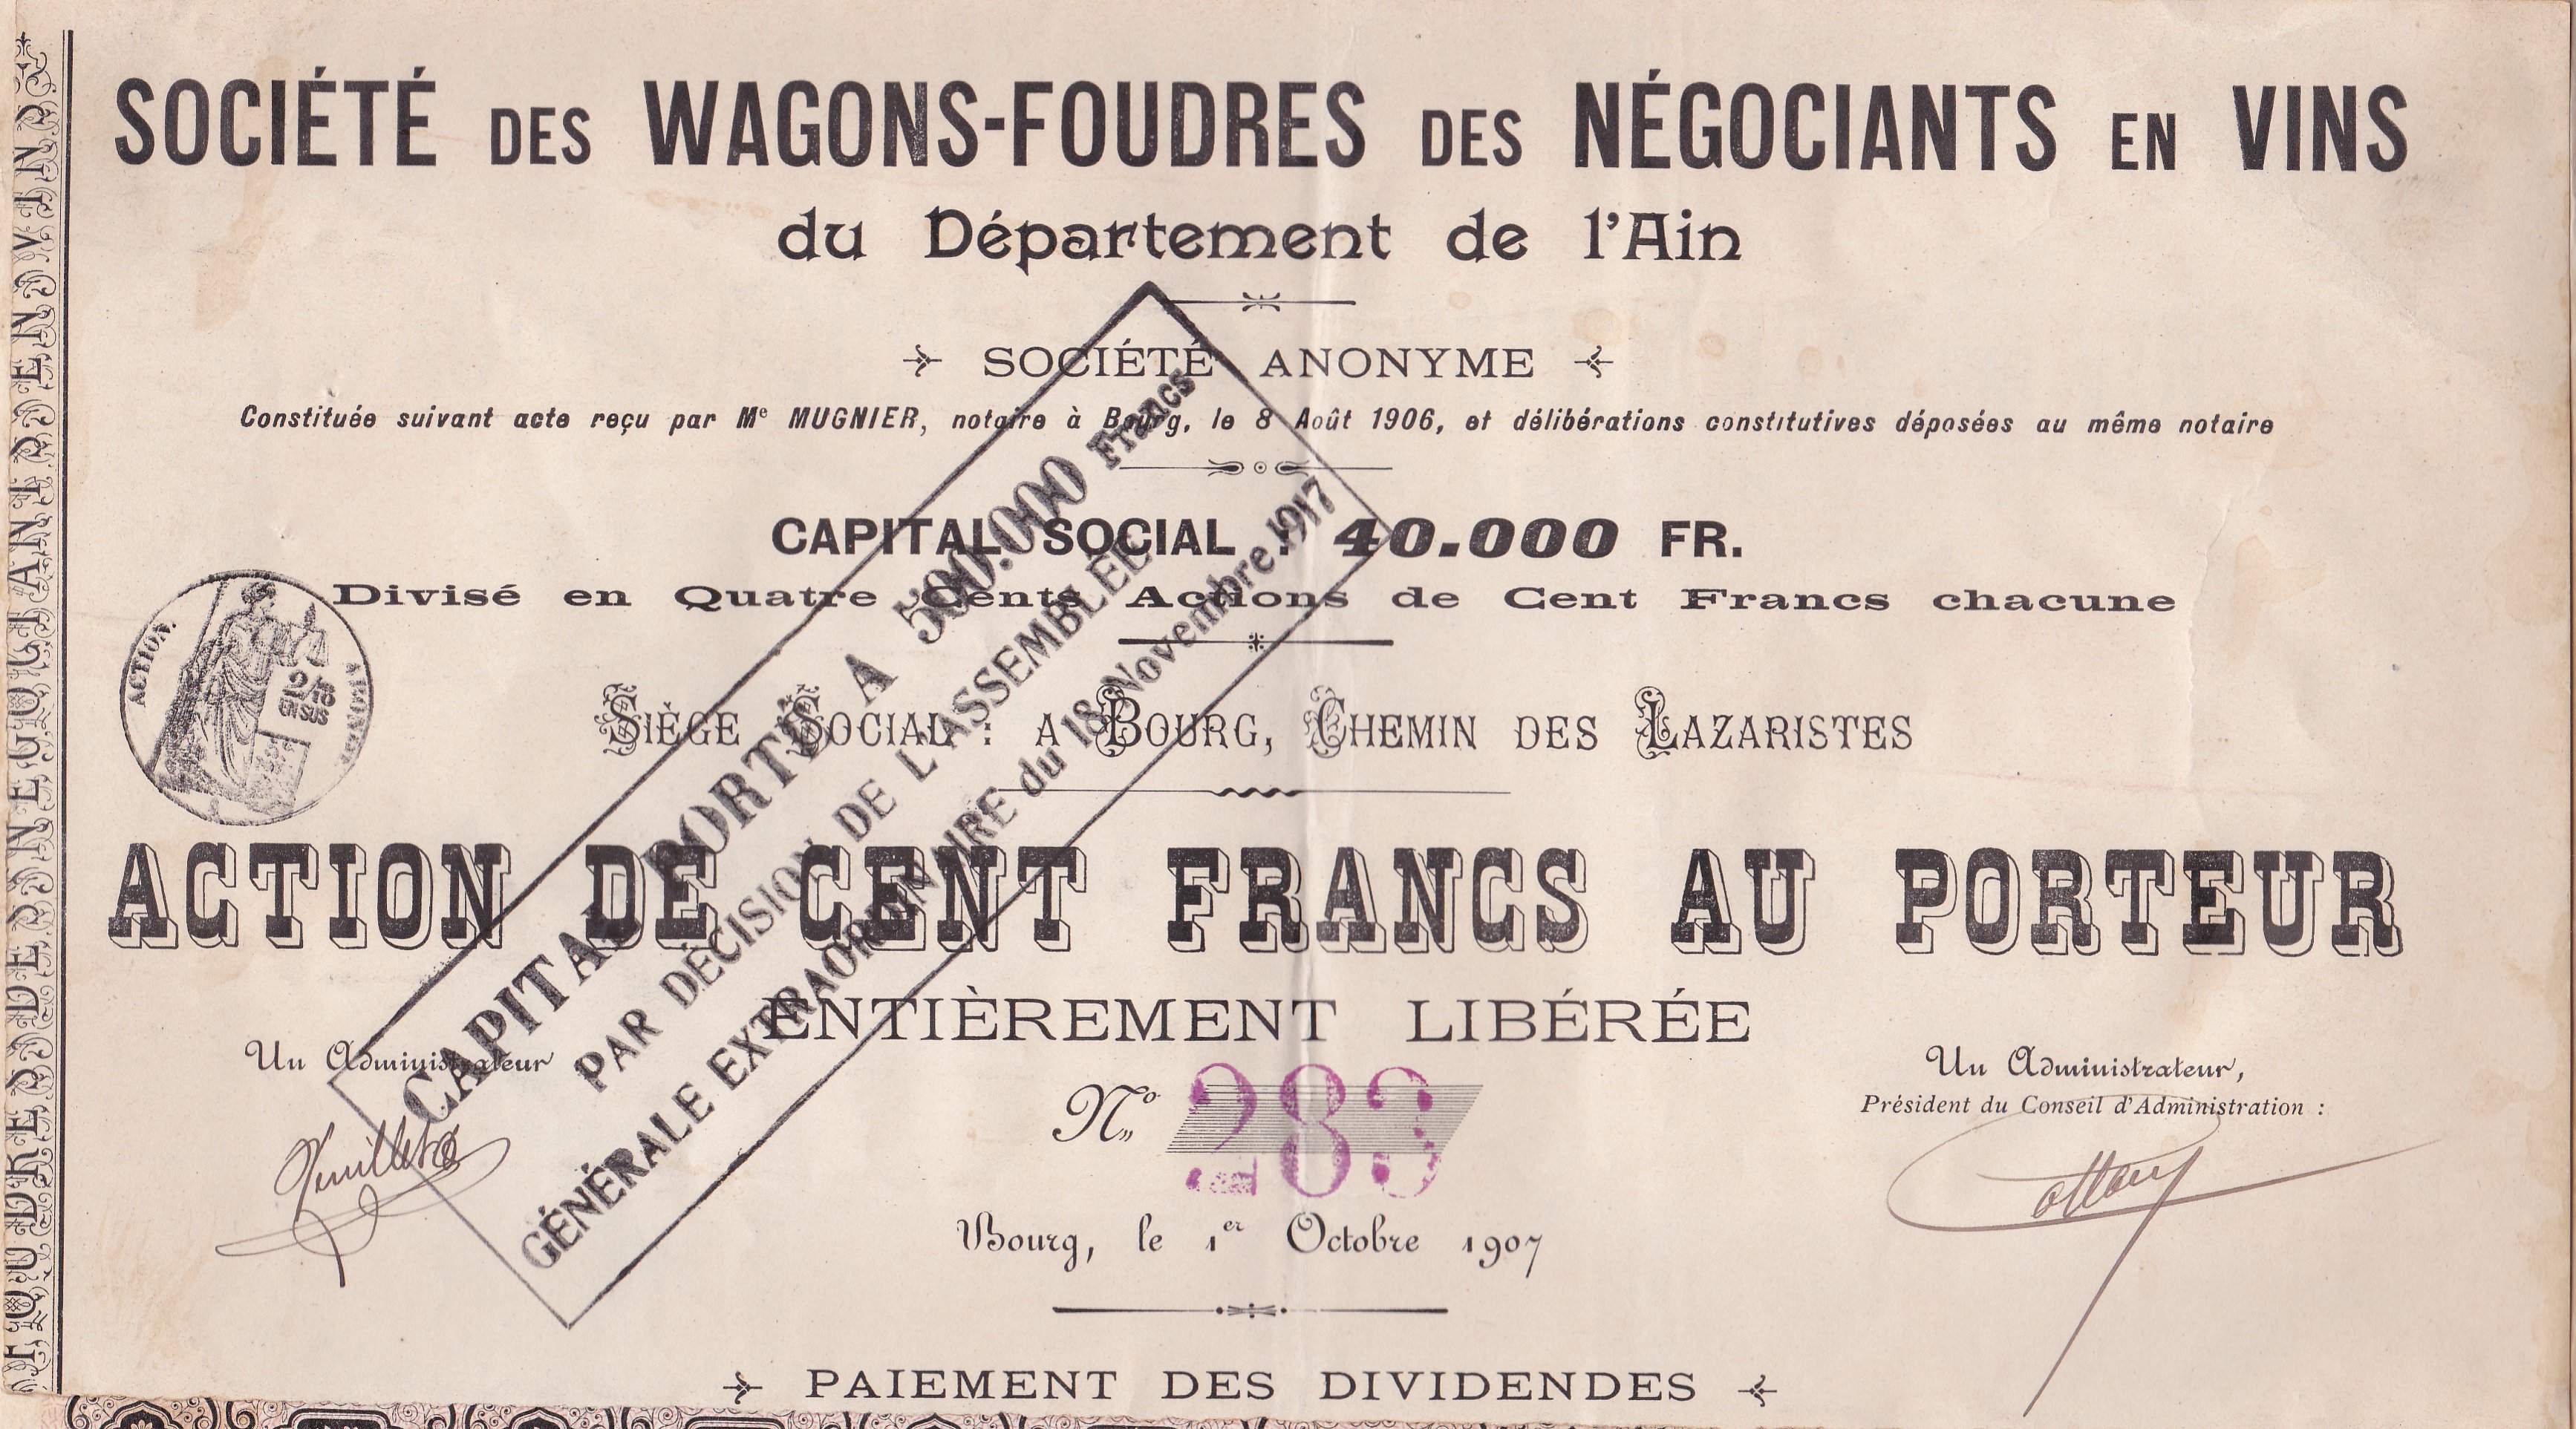 SOCIÉTÉ DES WAGONS-FOUDRES DES NÉGOCIANTS EN VINS
du Département de l'Ain
SOCIÉTÉ ANONYME
Constituée suivant acte reçu par Me MUGNIER, notaire à Bourg, le 8 Août 1906, et délibérations constitutives déposées au même notaire
CAPITAL SOCIAL : 40.000 FR.
Divisé en Quatre Cents Actions de Cent Francs chacune
SIÈGE SOCIAL : A BOURG, CHEMIN DES LAZARISTES
ACTION DE CENT FRANCS AU PORTEUR
ENTIÈREMENT LIBÉRÉE
Un Administrateur
Un Administrateur,
Président du Conseil d'Administration :
No 283
Bourg, le 1er Octobre 1907
PAIEMENT DES DIVIDENDES
CAPITAL PORTÉ A 500.000 Francs
PAR DÉCISION DE L'ASSEMBLÉE
GÉNÉRALE EXTRAORDINAIRE du 18 Novembre 1917
ACTION.
2/10
EN SUS